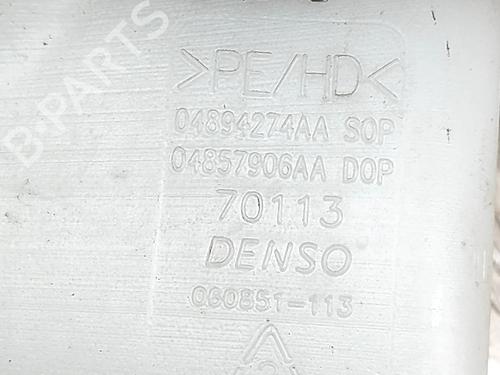 >PE/HD<
04894274AA SOP
04857906AA DOP
70113
DENSO
060851-113
B-PARTS